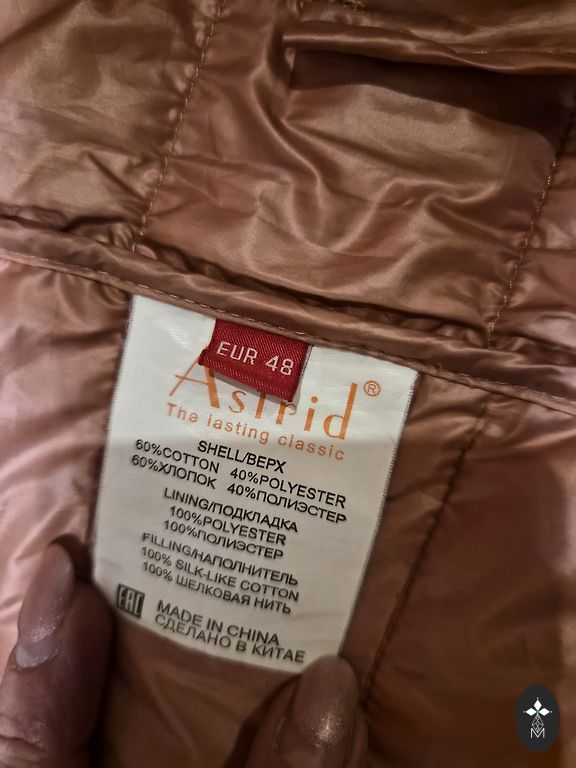 EUR 48
Astrid®
The lasting classic
SHELL/ВЕРХ
60%COTTON 40%POLYESTER
60%ХЛОПОК 40%ПОЛИЭСТЕР
LINING/ПОДКЛАДКА
100%POLYESTER
100%ПОЛИЭСТЕР
FILLING/НАПОЛНИТЕЛЬ
100% SILK-LIKE COTTON
100% ШЕЛКОВАЯ НИТЬ
EAC
MADE IN CHINA
СДЕЛАНО В КИТАЕ
M